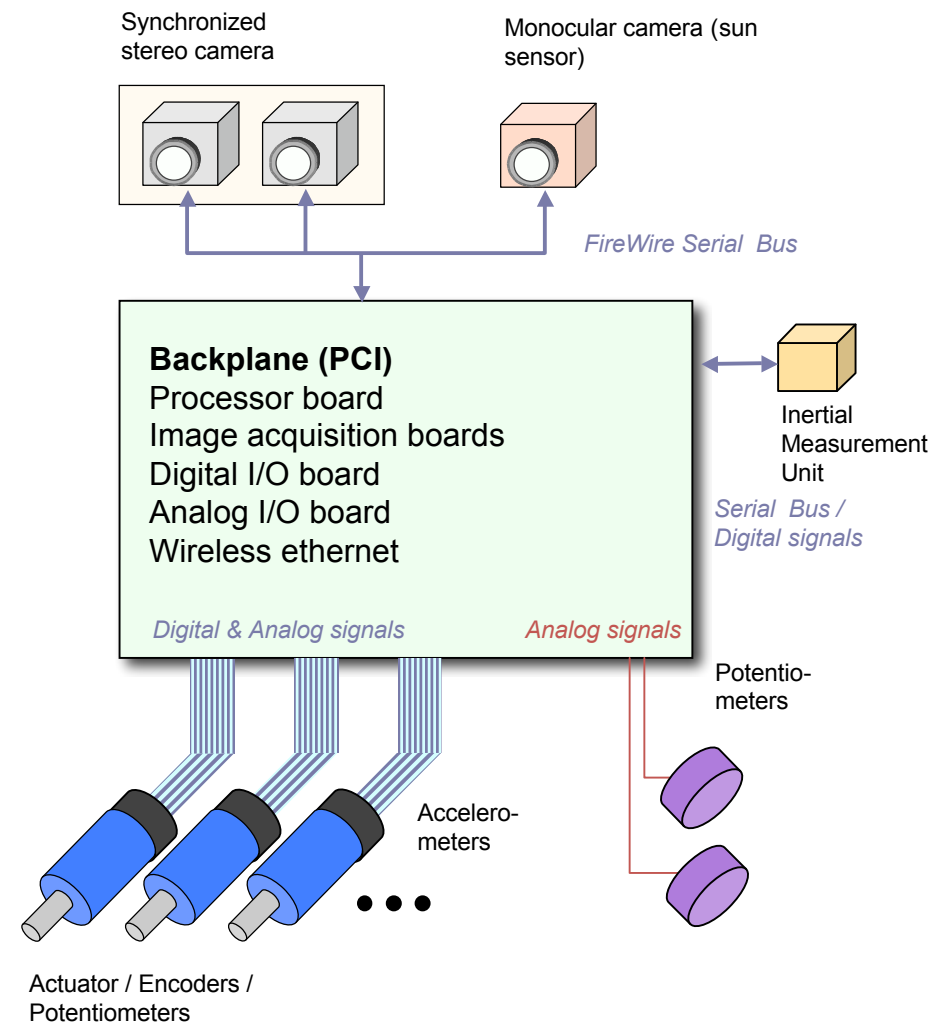 Synchronized
stereo camera
Monocular camera (sun
sensor)
FireWire Serial Bus
Backplane (PCI)
Processor board
Image acquisition boards
Digital I/O board
Analog I/O board
Wireless ethernet
Inertial
Measurement
Unit
Serial Bus /
Digital signals
Digital & Analog signals
Analog signals
Potentio-
meters
Accelero-
meters
Actuator / Encoders /
Potentiometers